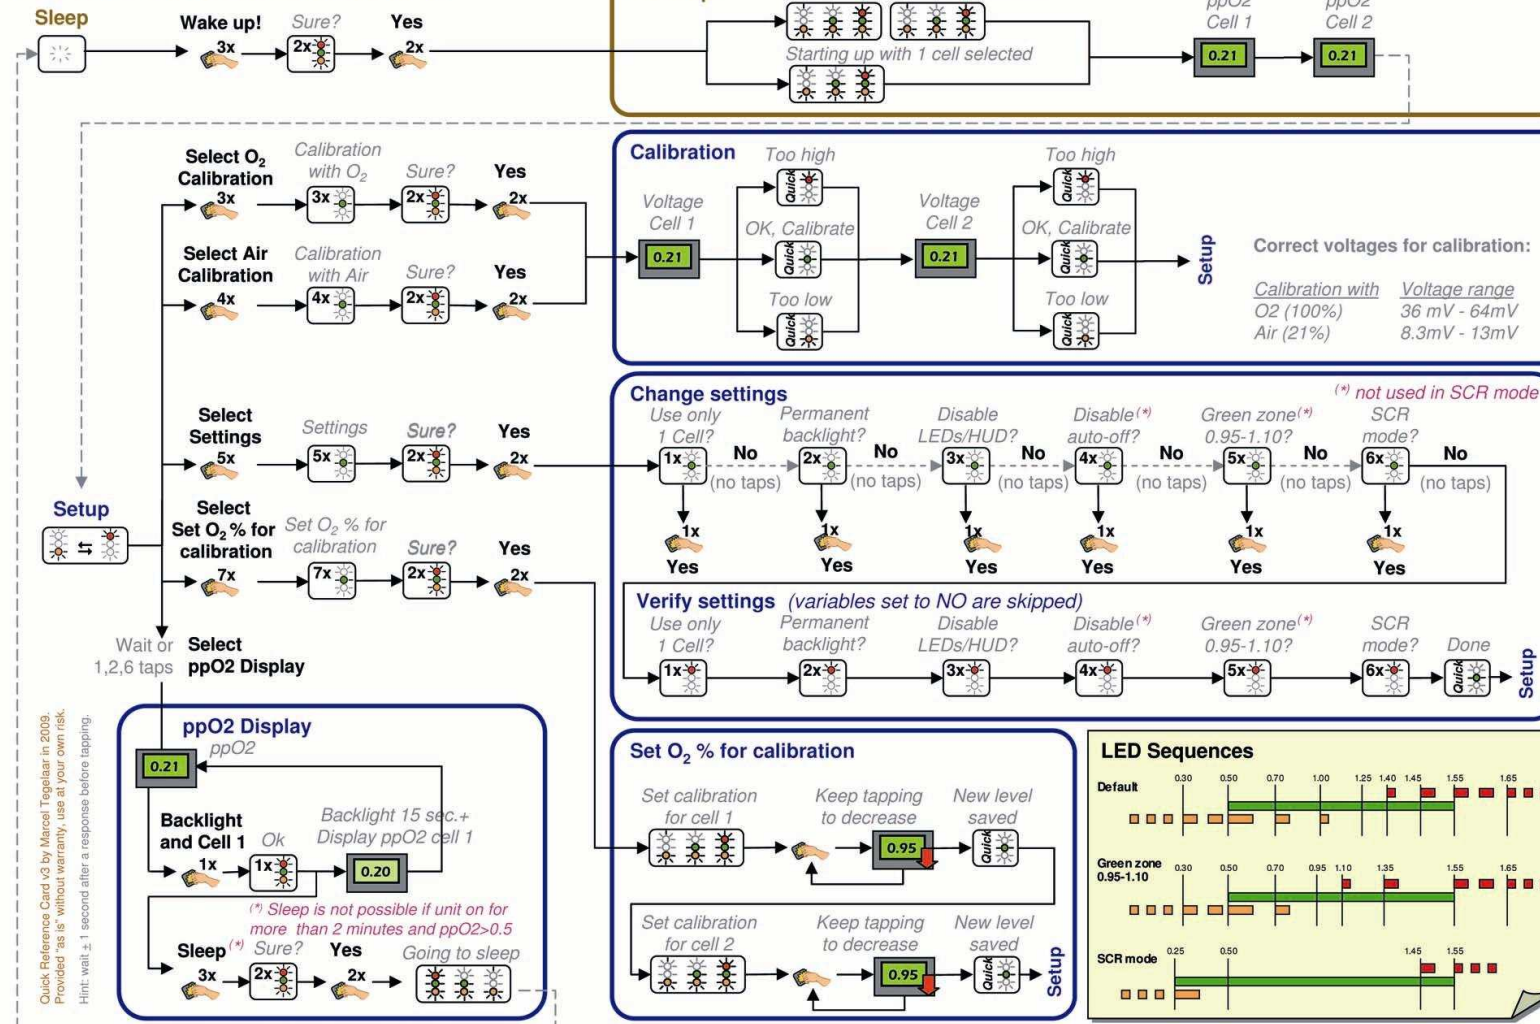 Sleep
Wake up!
3x
Sure?
2x
Yes
2x
Starting up with 1 cell selected
ppO2
Cell 1
0.21
ppO2
Cell 2
0.21
Select O2
Calibration
3x
Calibration
with O2
3x
Sure?
2x
Yes
2x
Select Air
Calibration
4x
Calibration
with Air
4x
Sure?
2x
Yes
2x
Calibration
Voltage
Cell 1
0.21
Too high
Quick
OK, Calibrate
Quick
Too low
Quick
Voltage
Cell 2
0.21
Too high
Quick
OK, Calibrate
Quick
Too low
Quick
Setup
Correct voltages for calibration:
Calibration with Voltage range
O2 (100%) 36 mV - 64mV
Air (21%) 8.3mV - 13mV
Select
Settings
5x
Settings
5x
Sure?
2x
Yes
2x
Change settings
(*) not used in SCR mode
Use only
1 Cell?
1x
No
(no taps)
1x
Yes
Permanent
backlight?
2x
No
(no taps)
1x
Yes
Disable
LEDs/HUD?
3x
No
(no taps)
1x
Yes
Disable(*)
auto-off?
4x
No
(no taps)
1x
Yes
Green zone(*)
0.95-1.10?
5x
No
(no taps)
1x
Yes
SCR
mode?
6x
No
(no taps)
1x
Yes
Verify settings (variables set to NO are skipped)
Use only
1 Cell?
1x
Permanent
backlight?
2x
Disable
LEDs/HUD?
3x
Disable(*)
auto-off?
4x
Green zone(*)
0.95-1.10?
5x
SCR
mode?
6x
Done
Quick
Setup
Setup
Select
Set O2 % for
calibration
7x
Set O2 % for
calibration
7x
Sure?
2x
Yes
2x
Wait or
1,2,6 taps
Select
ppO2 Display
ppO2 Display
ppO2
0.21
Backlight
and Cell 1
1x
Ok
1x
Backlight 15 sec.+
Display ppO2 cell 1
0.20
(*) Sleep is not possible if unit on for
more than 2 minutes and ppO2>0.5
Sleep(*)
3x
Sure?
2x
Yes
2x
Going to sleep
Quick Reference Card v3 by Marcel Tegelaar in 2009.
Provided "as is" without warranty, use at your own risk.
Hint: wait ± 1 second after a response before tapping.
Set O2 % for calibration
Set calibration
for cell 1
Keep tapping
to decrease
0.95
New level
saved
Quick
Set calibration
for cell 2
Keep tapping
to decrease
0.95
New level
saved
Quick
Setup
LED Sequences
Default
0.30 0.50 0.70 1.00 1.25 1.40 1.45 1.55 1.65
Green zone
0.95-1.10
0.30 0.50 0.70 0.95 1.10 1.35 1.55 1.65
SCR mode
0.25 0.50 1.45 1.55